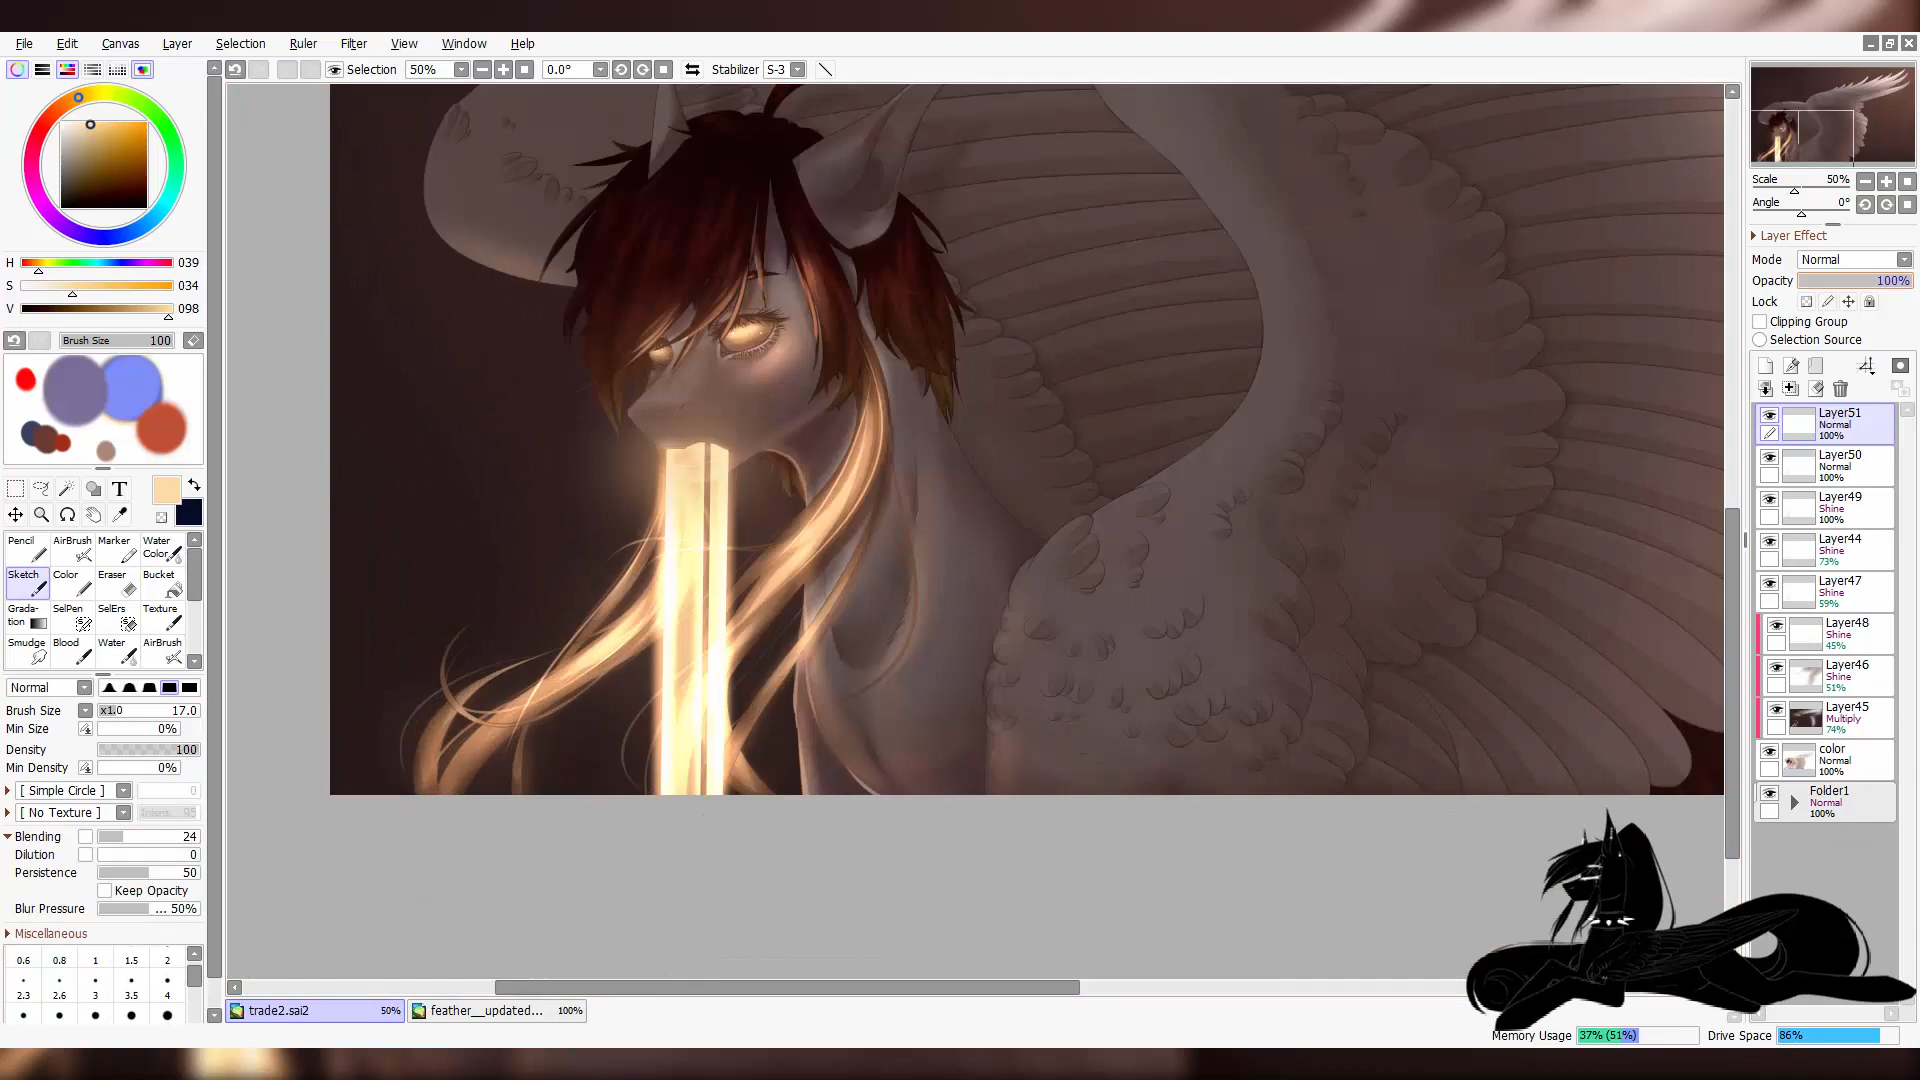 File Edit Canvas Layer Selection Ruler Filter View Window Help
Selection 50% 0.0° Stabilizer S-3
H 039
S 034
V 098
Brush Size 100
T
Pencil AirBrush Marker Water Color
Sketch Color Eraser Bucket
Grada-tion SelPen SelErs Texture
Smudge Blood Water AirBrush
Normal
Brush Size x1.0 17.0
Min Size 0%
Density 100
Min Density 0%
[ Simple Circle ] 0
[ No Texture ] 95
Blending 24
Dilution 0
Persistence 50
Keep Opacity
Blur Pressure ... 50%
Miscellaneous
0.6 0.8 1 1.5 2
2.3 2.6 3 3.5 4
trade2.sai2 50% feather__updated... 100%
Scale 50%
Angle 0°
Layer Effect
Mode Normal
Opacity 100%
Lock
Clipping Group
Selection Source
Layer51
Normal
100%
Layer50
Normal
100%
Layer49
Shine
100%
Layer44
Shine
73%
Layer47
Shine
59%
Layer48
Shine
45%
Layer46
Shine
51%
Layer45
Multiply
74%
color
Normal
100%
Folder1
Normal
100%
Memory Usage 37% (51%) Drive Space 86%